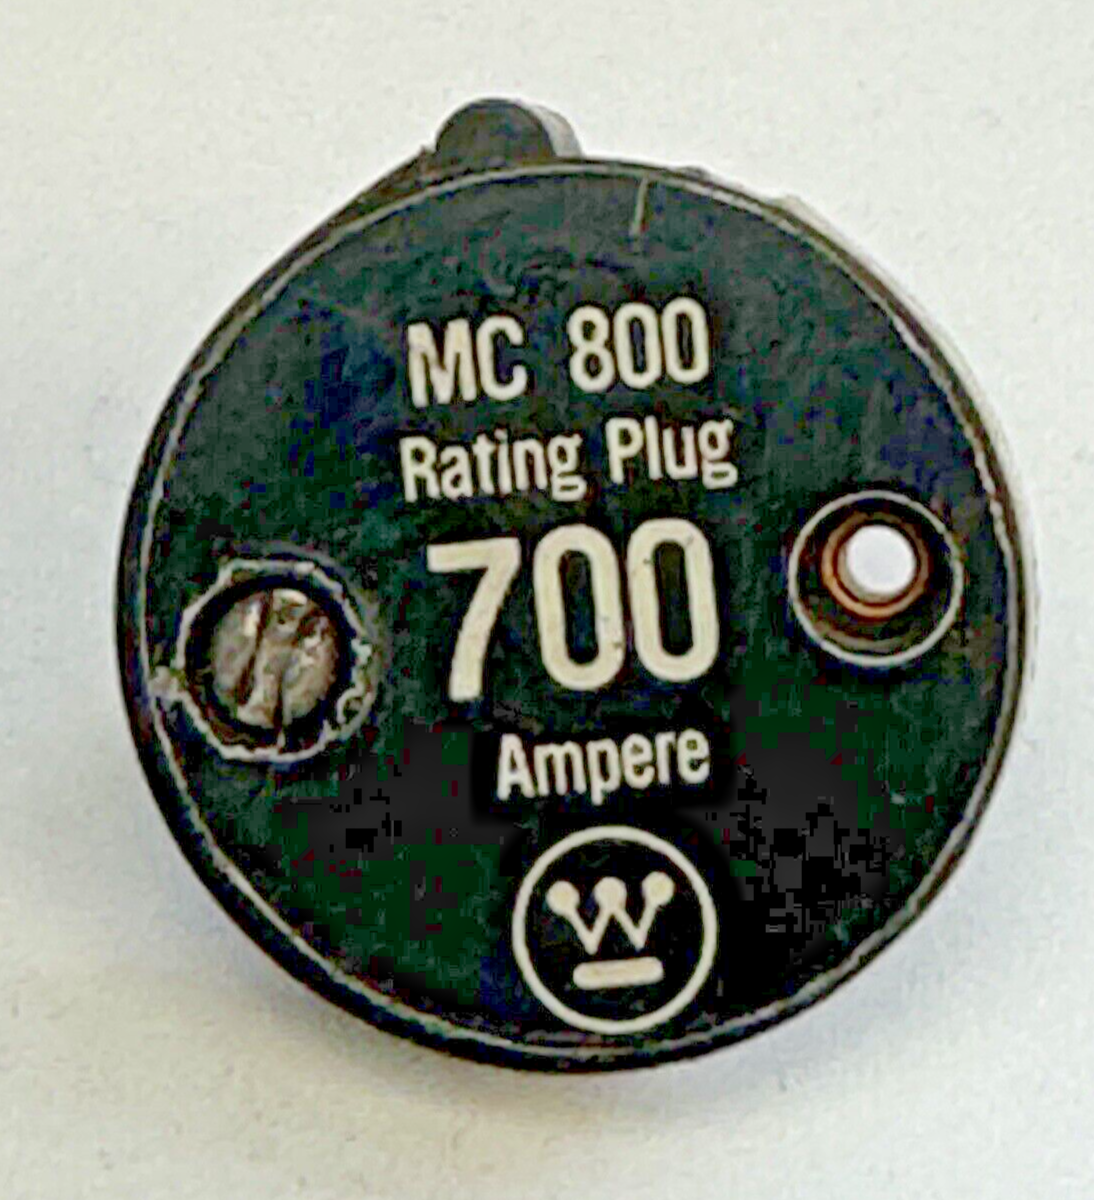 MC 800
Rating Plug
700
Ampere
W